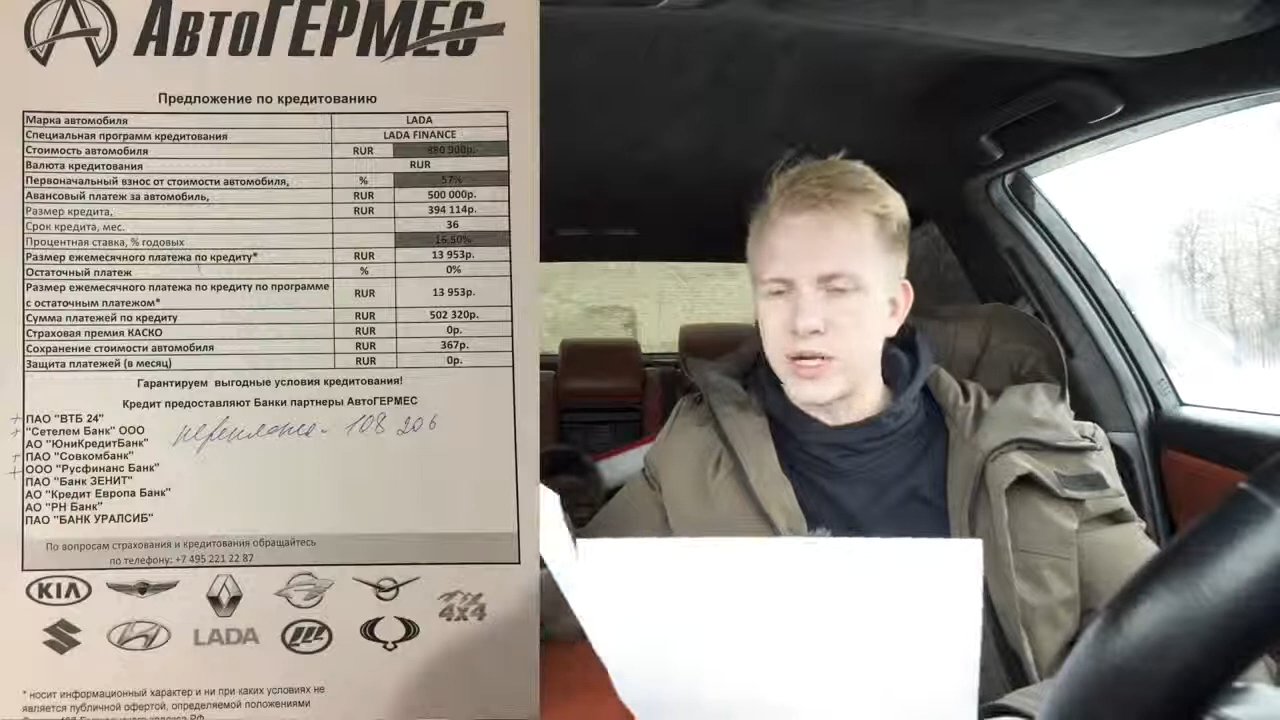 АвтоГЕРМЕС
Предложение по кредитованию
Марка автомобиля LADA
Специальная программ кредитования LADA FINANCE
Стоимость автомобиля RUR
Валюта кредитования RUR
Первоначальный взнос от стоимости автомобиля, % 57%
Авансовый платеж за автомобиль, RUR 500 000р.
Размер кредита, RUR 394 114р.
Срок кредита, мес. 36
Процентная ставка, % годовых 16,50%
Размер ежемесячного платежа по кредиту* RUR 13 953р.
Остаточный платеж % 0%
Размер ежемесячного платежа по кредиту по программе
с остаточным платежом* RUR 13 953р.
Сумма платежей по кредиту RUR 502 320р.
Страховая премия КАСКО RUR 0р.
Сохранение стоимости автомобиля RUR 367р.
Защита платежей (в месяц) RUR 0р.
Гарантируем выгодные условия кредитования!
Кредит предоставляют Банки партнеры АвтоГЕРМЕС
+ ПАО "ВТБ 24"
+ "Сетелем Банк" ООО
переплата - 108 206
АО "ЮниКредитБанк"
+ ПАО "Совкомбанк"
+ ООО "Русфинанс Банк"
ПАО "Банк ЗЕНИТ"
АО "Кредит Европа Банк"
АО "РН Банк"
ПАО "БАНК УРАЛСИБ"
По вопросам страхования и кредитования обращайтесь
по телефону: +7 495 221 22 87
KIA
4x4
LADA
* носит информационный характер и ни при каких условиях не
является публичной офертой, определяемой положениями